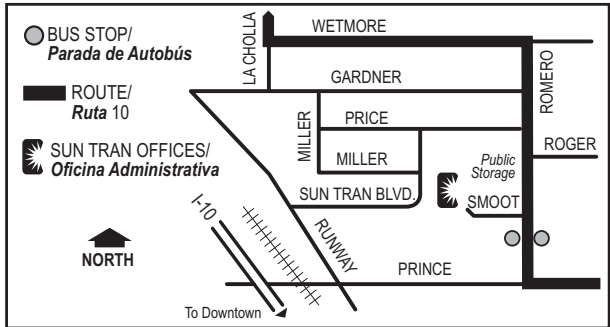 BUS STOP/
Parada de Autobús
ROUTE/
Ruta 10
SUN TRAN OFFICES/
Oficina Administrativa
NORTH
LA CHOLLA
WETMORE
GARDNER
MILLER
PRICE
MILLER
SUN TRAN BLVD.
ROMERO
ROGER
Public
Storage
SMOOT
I-10
RUNWAY
PRINCE
To Downtown